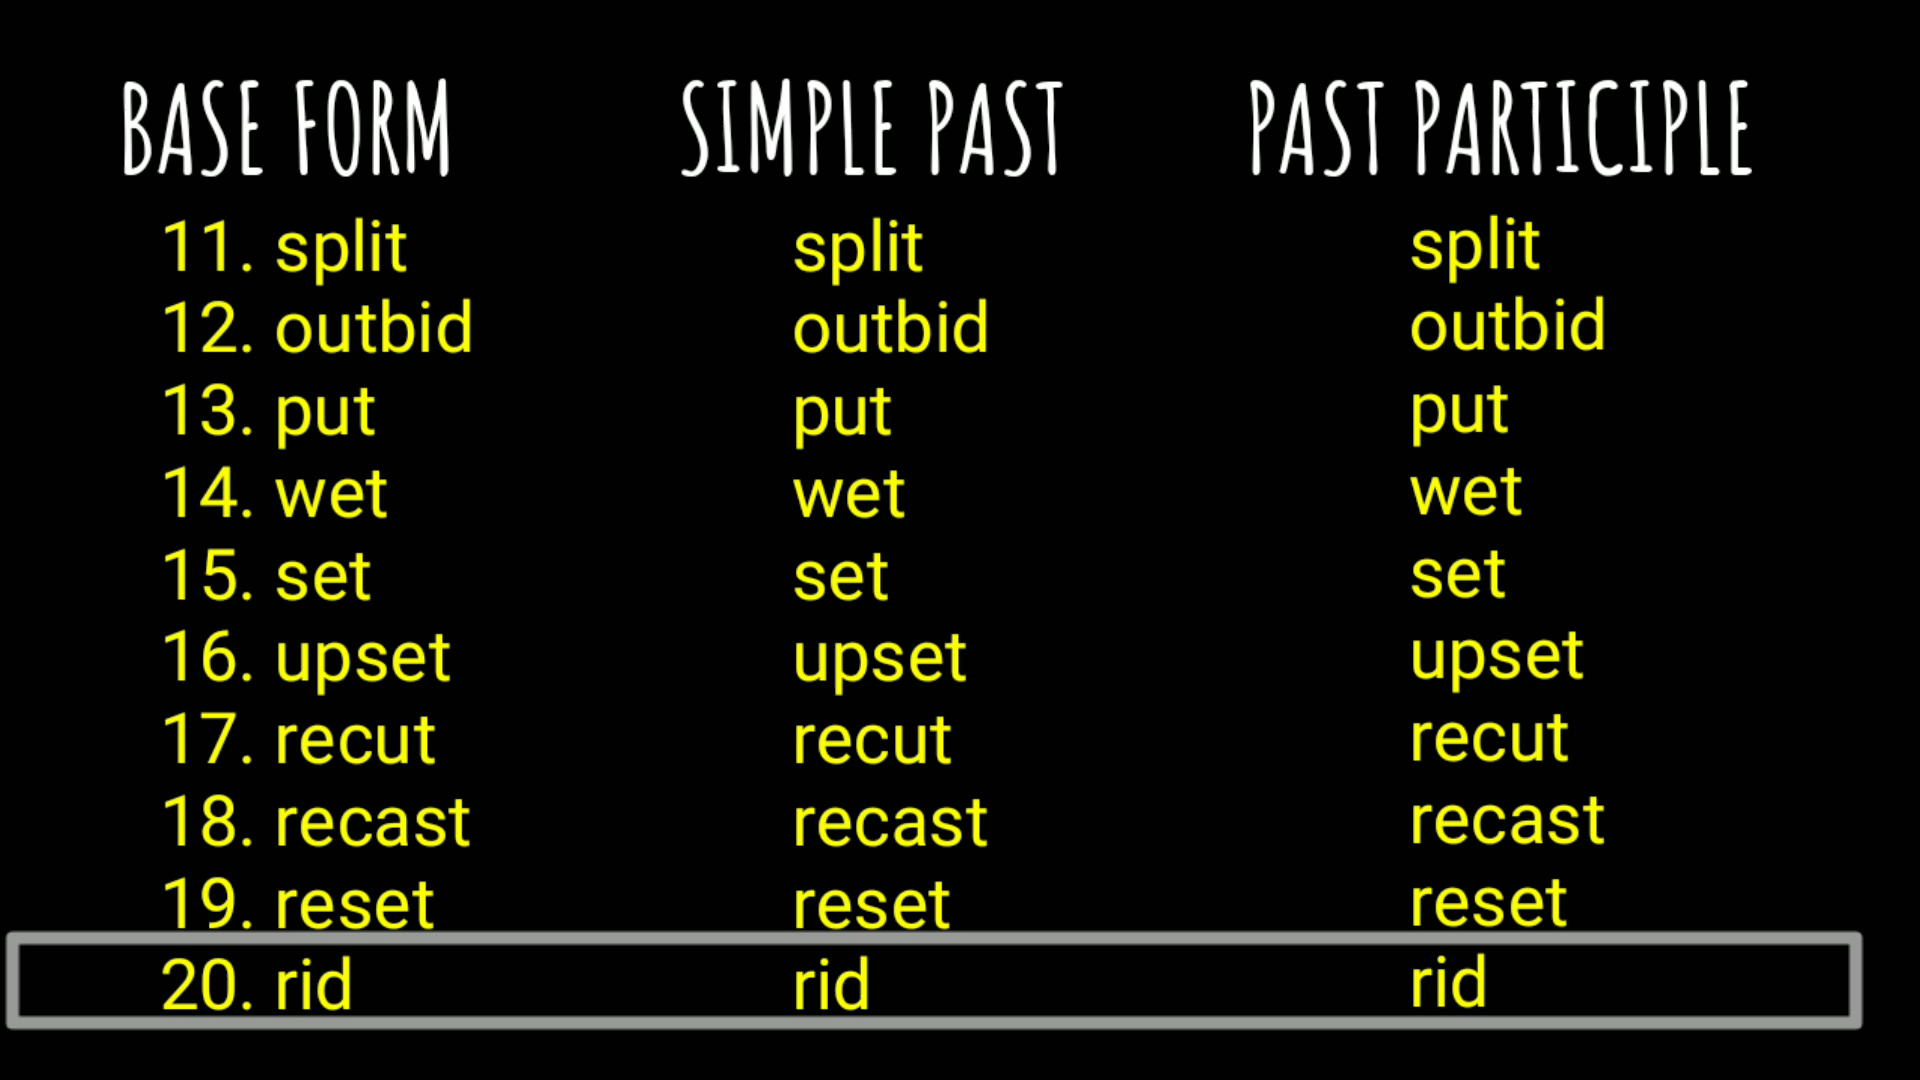 BASE FORM SIMPLE PAST PAST PARTICIPLE
11. split split split
12. outbid outbid outbid
13. put put put
14. wet wet wet
15. set set set
16. upset upset upset
17. recut recut recut
18. recast recast recast
19. reset reset reset
20. rid rid rid